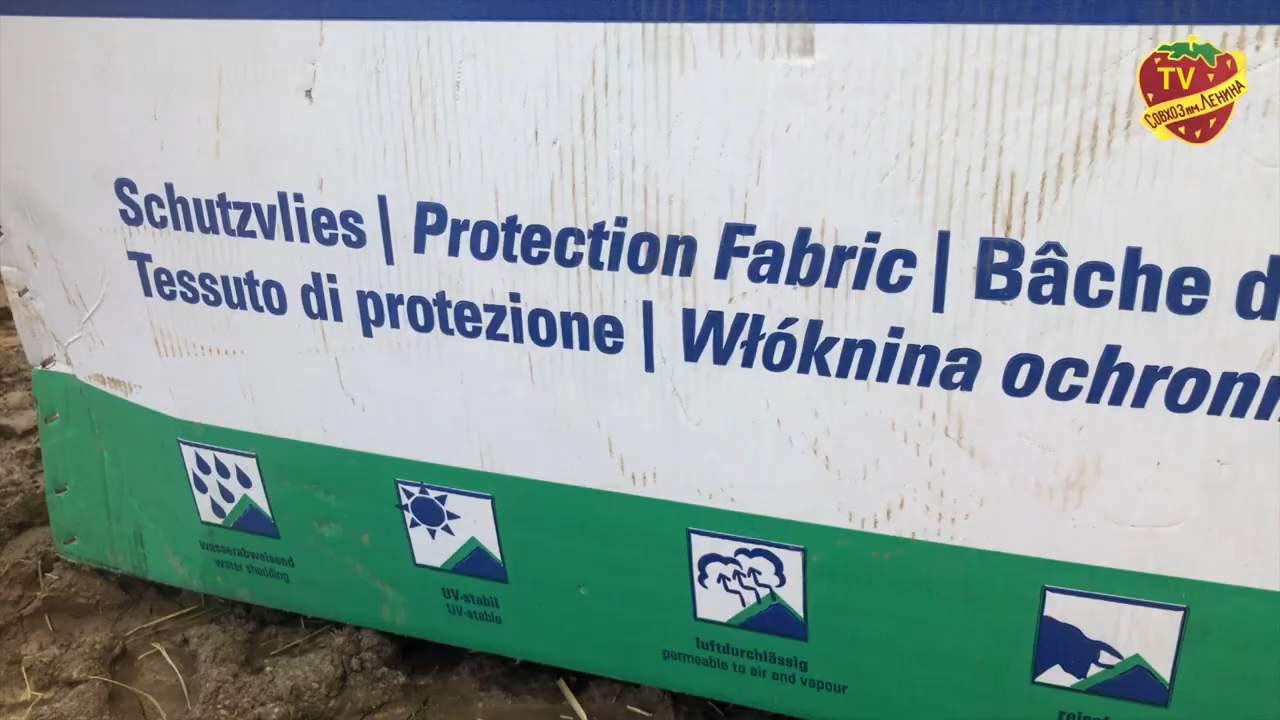 TV
СОВХОЗ им. ЛЕНИНА
Schutzvlies | Protection Fabric | Bâche d
Tessuto di protezione | Włóknina ochronn
wasserabweisend
water shedding
UV-stabil
UV-stable
luftdurchlässig
permeable to air and vapour